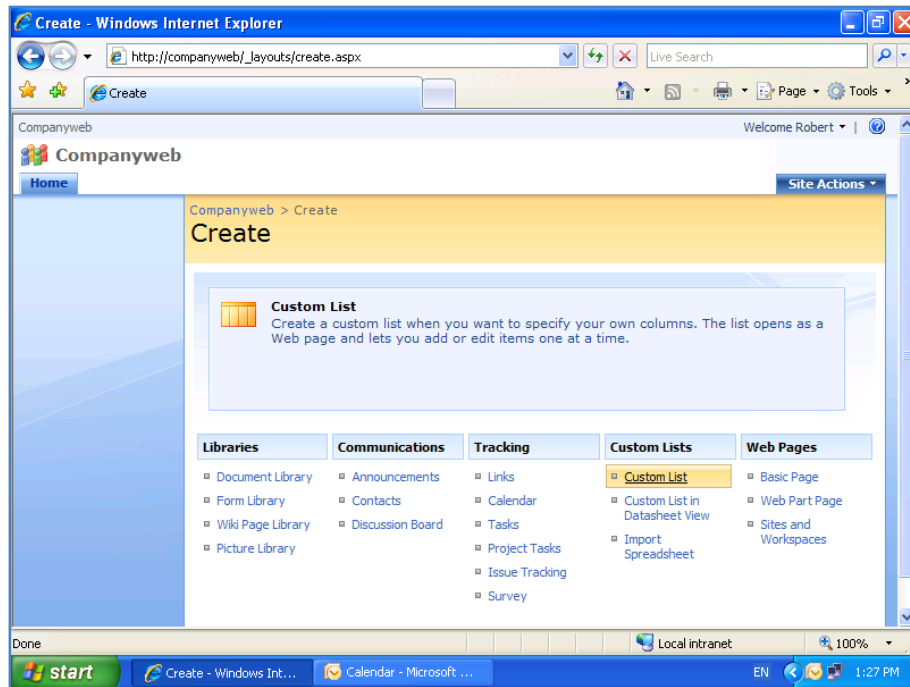 Create - Windows Internet Explorer
http://companyweb/_layouts/create.aspx
Live Search
Create
Page
Tools
Companyweb
Welcome Robert
Companyweb
Home
Site Actions
Companyweb > Create
Create
Custom List
Create a custom list when you want to specify your own columns. The list opens as a
Web page and lets you add or edit items one at a time.
Libraries
Document Library
Form Library
Wiki Page Library
Picture Library
Communications
Announcements
Contacts
Discussion Board
Tracking
Links
Calendar
Tasks
Project Tasks
Issue Tracking
Survey
Custom Lists
Custom List
Custom List in
Datasheet View
Import
Spreadsheet
Web Pages
Basic Page
Web Part Page
Sites and
Workspaces
Done
Local intranet
100%
start
Create - Windows Int...
Calendar - Microsoft ...
EN
1:27 PM